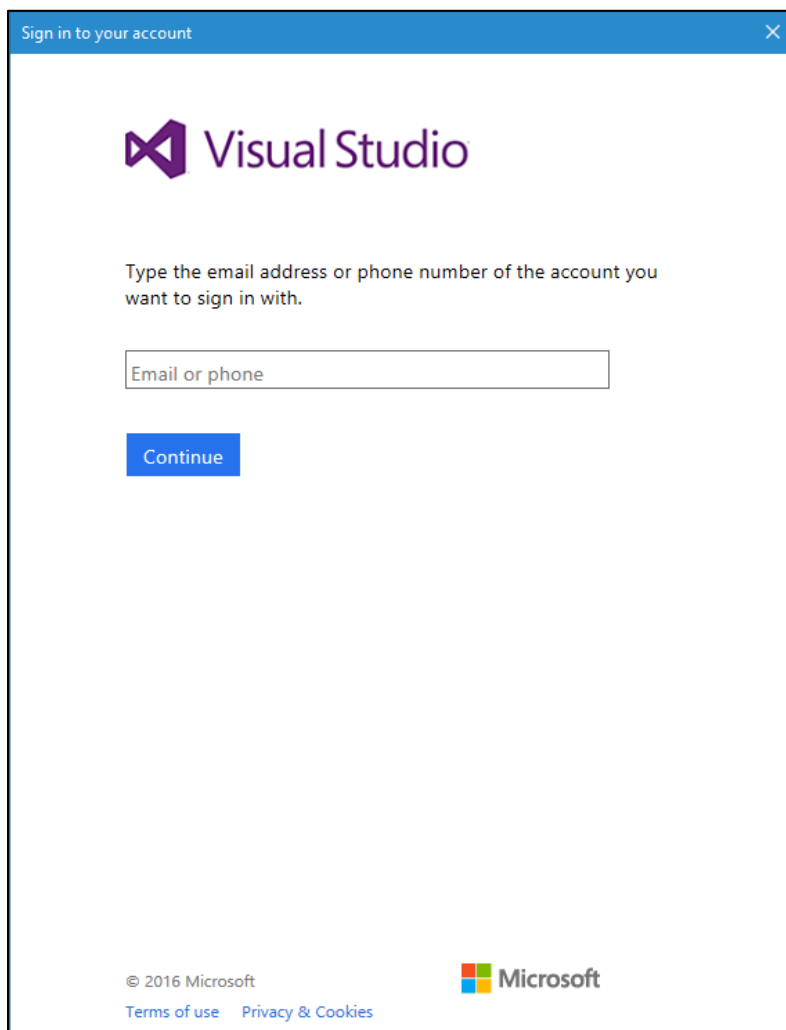 Sign in to your account
Visual Studio
Type the email address or phone number of the account you
want to sign in with.
Email or phone
Continue
© 2016 Microsoft
Microsoft
Terms of use Privacy & Cookies